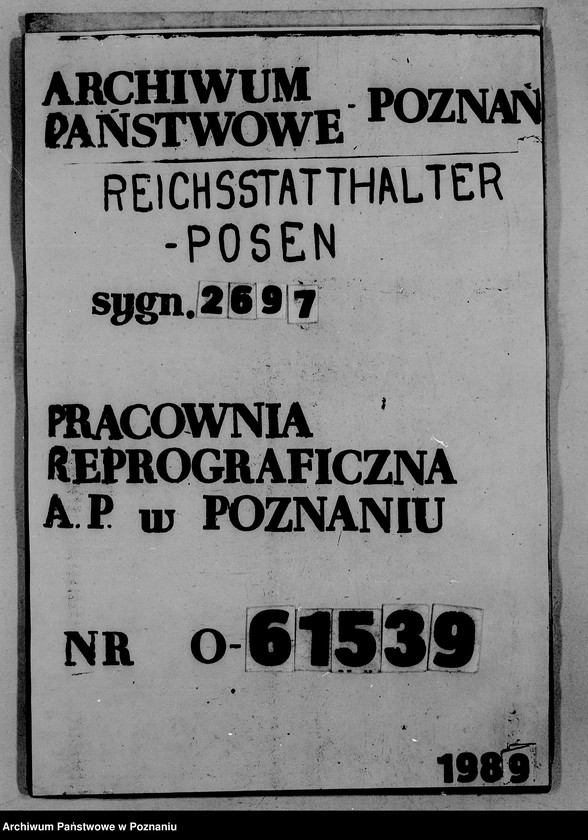 ARCHIWUM
PAŃSTWOWE - POZNAŃ
REICHSSTATTHALTER
-POSEN
sygn. 2697
PRACOWNIA
REPROGRAFICZNA
A.P. w POZNANIU
NR O-61539
1989
Archiwum Państwowe w Poznaniu